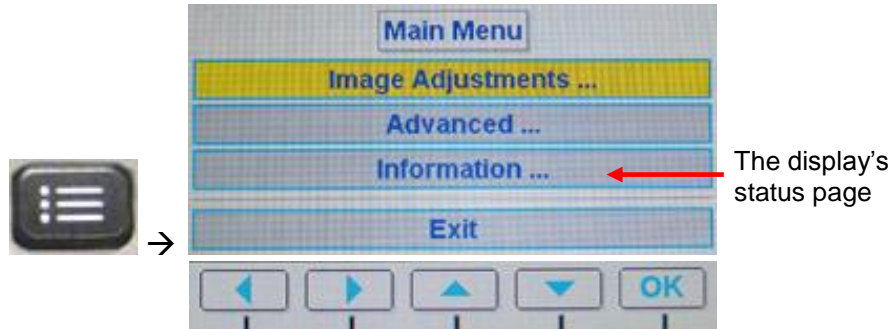 Main Menu
Image Adjustments ...
Advanced ...
Information ...
The display's
status page
Exit
→
OK